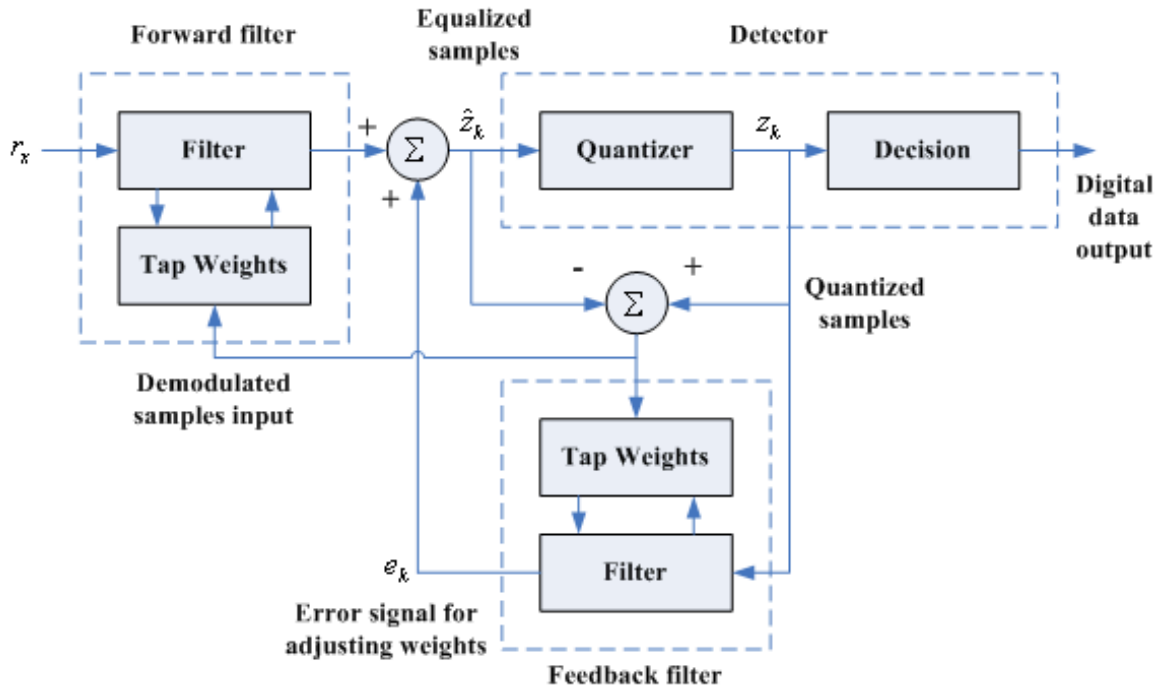 Forward filter
Equalized
samples
Detector
r_x
Filter
+
Σ
+
ẑ_k
Quantizer
z_k
Decision
Digital
data
output
Tap Weights
-
+
Σ
Quantized
samples
Demodulated
samples input
Tap Weights
e_k
Filter
Error signal for
adjusting weights
Feedback filter